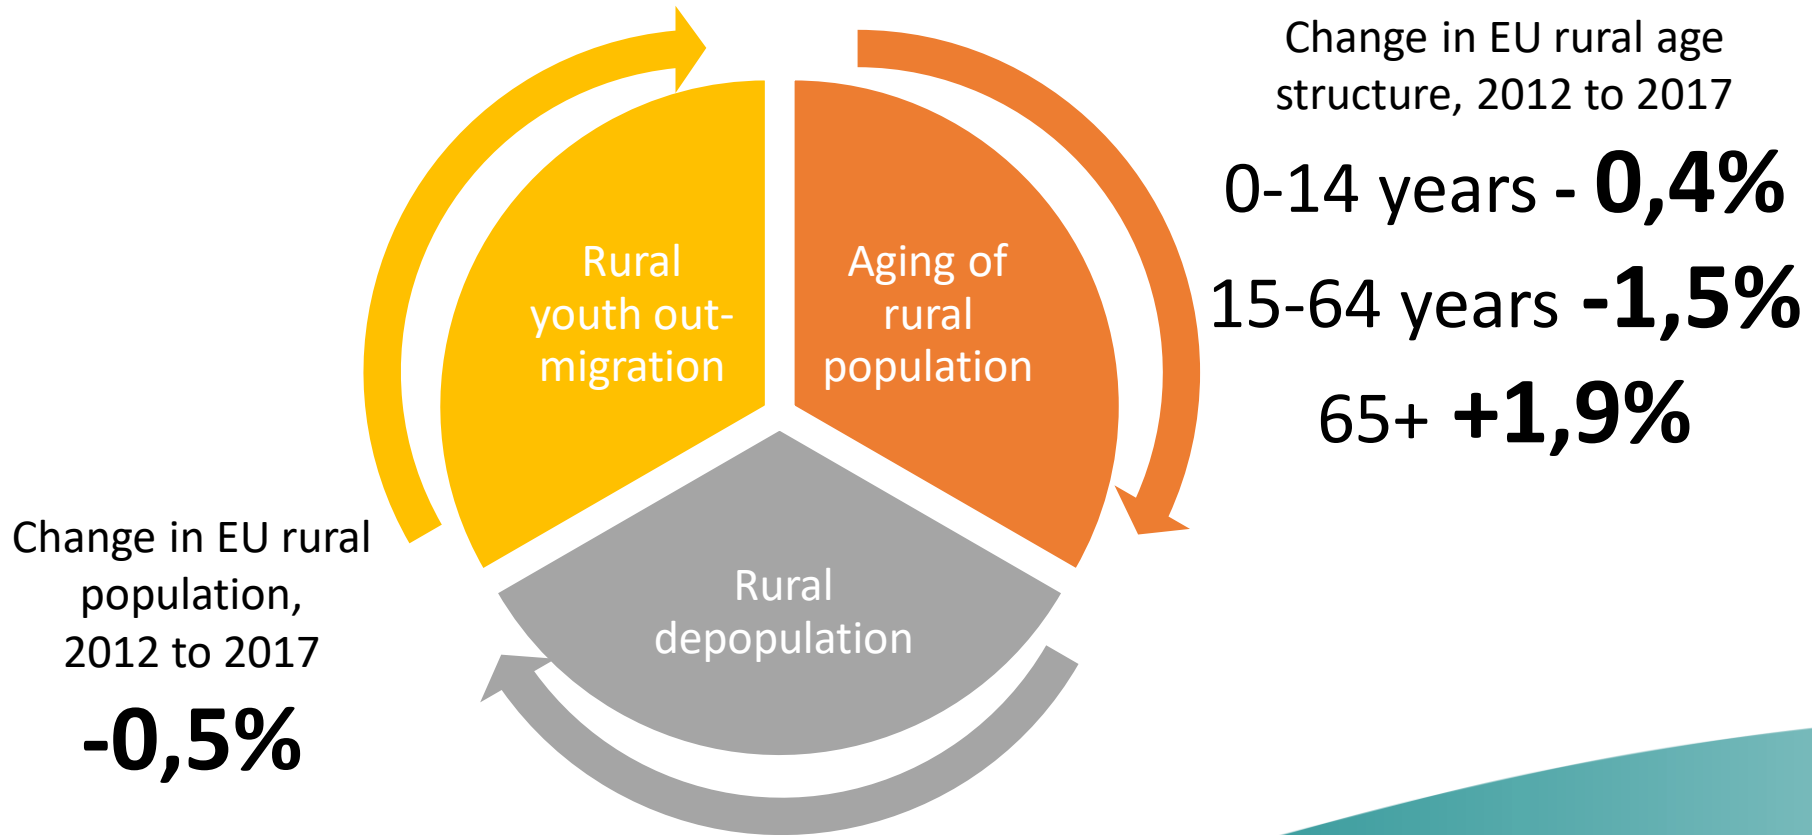 Change in EU rural age
structure, 2012 to 2017
0-14 years - 0,4%
15-64 years -1,5%
65+ +1,9%
Rural
youth out-
migration
Aging of
rural
population
Rural
depopulation
Change in EU rural
population,
2012 to 2017
-0,5%